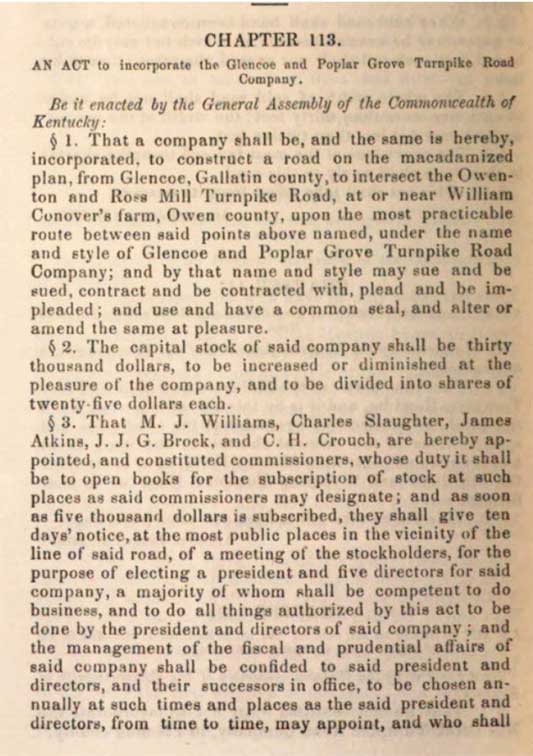 CHAPTER 113.
AN ACT to incorporate the Glencoe and Poplar Grove Turnpike Road
Company.
Be it enacted by the General Assembly of the Commonwealth of
Kentucky:
§ 1. That a company shall be, and the same is hereby,
incorporated, to construct a road on the macadamized
plan, from Glencoe, Gallatin county, to intersect the Owen-
ton and Ross Mill Turnpike Road, at or near William
Conover's farm, Owen county, upon the most practicable
route between said points above named, under the name
and style of Glencoe and Poplar Grove Turnpike Road
Company; and by that name and style may sue and be
sued, contract and be contracted with, plead and be im-
pleaded; and use and have a common seal, and alter or
amend the same at pleasure.
§ 2. The capital stock of said company shall be thirty
thousand dollars, to be increased or diminished at the
pleasure of the company, and to be divided into shares of
twenty-five dollars each.
§ 3. That M. J. Williams, Charles Slaughter, James
Atkins, J. J. G. Brock, and C. H. Crouch, are hereby ap-
pointed, and constituted commissioners, whose duty it shall
be to open books for the subscription of stock at such
places as said commissioners may designate; and as soon
as five thousand dollars is subscribed, they shall give ten
days' notice, at the most public places in the vicinity of the
line of said road, of a meeting of the stockholders, for the
purpose of electing a president and five directors for said
company, a majority of whom shall be competent to do
business, and to do all things authorized by this act to be
done by the president and directors of said company; and
the management of the fiscal and prudential affairs of
said company shall be confided to said president and
directors, and their successors in office, to be chosen an-
nually at such times and places as the said president and
directors, from time to time, may appoint, and who shall